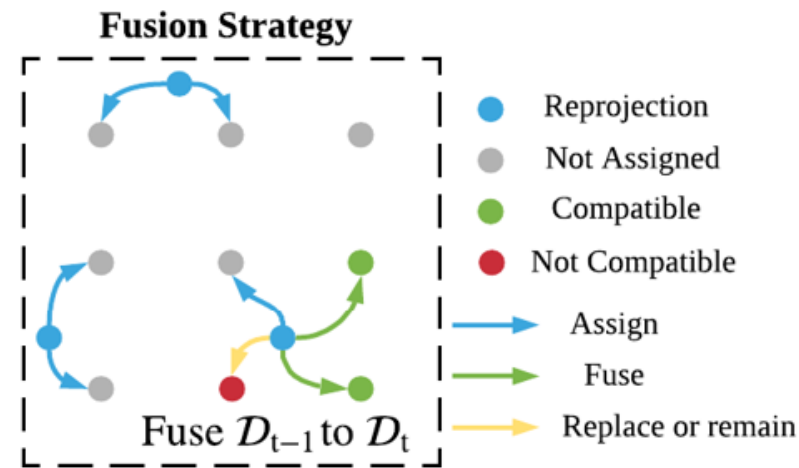 Fusion Strategy
Reprojection
Not Assigned
Compatible
Not Compatible
Assign
Fuse
Replace or remain
Fuse 𝒟ₜ₋₁ to 𝒟ₜ